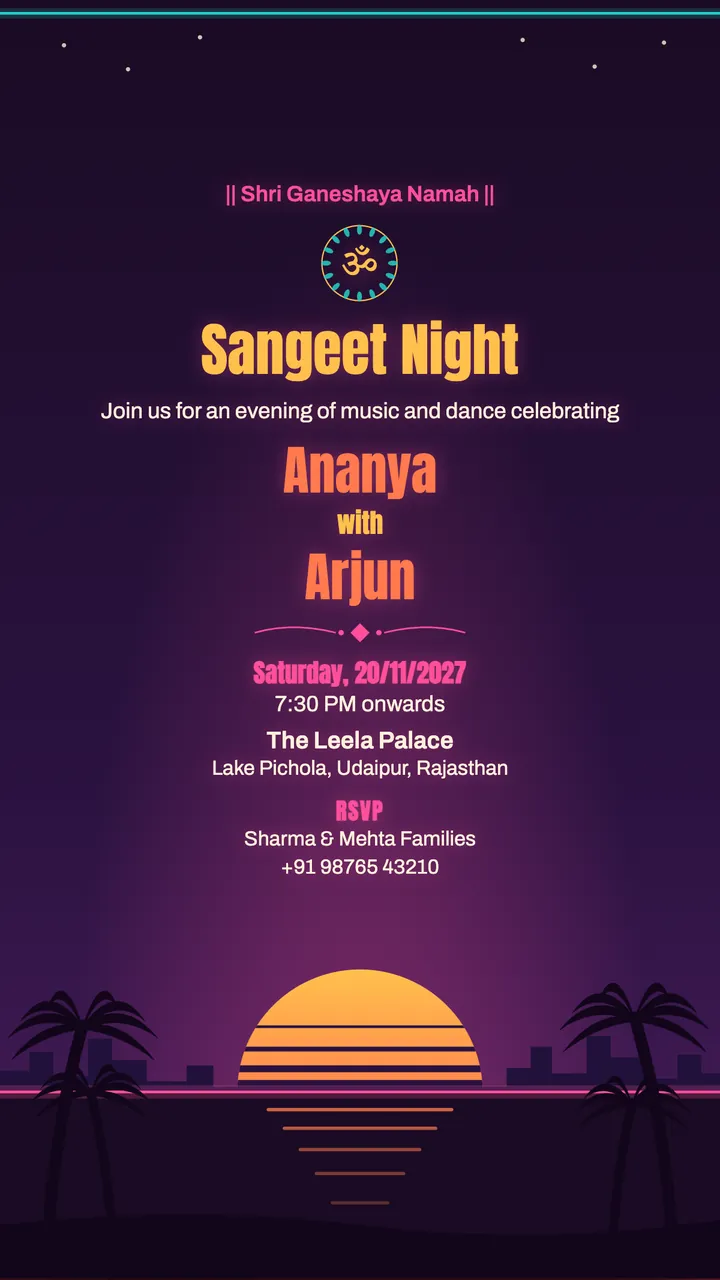 || Shri Ganeshaya Namah ||
ॐ
Sangeet Night
Join us for an evening of music and dance celebrating
Ananya
with
Arjun
Saturday, 20/11/2027
7:30 PM onwards
The Leela Palace
Lake Pichola, Udaipur, Rajasthan
RSVP
Sharma & Mehta Families
+91 98765 43210